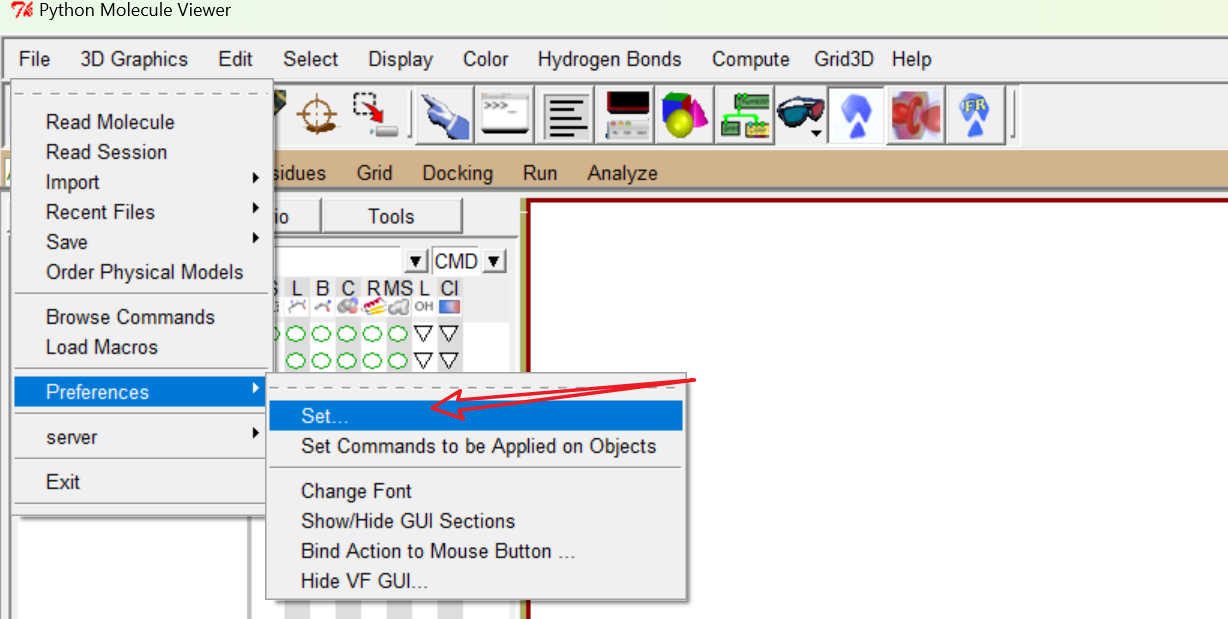 Python Molecule Viewer
File 3D Graphics Edit Select Display Color Hydrogen Bonds Compute Grid3D Help
>>>_
FR
Grid Docking Run Analyze
Read Molecule
Read Session
Import
Recent Files
Save
Order Physical Models
Browse Commands
Load Macros
Preferences
server
Exit
Tools
CMD
L B C R MS L Cl
OH
Set...
Set Commands to be Applied on Objects
Change Font
Show/Hide GUI Sections
Bind Action to Mouse Button ...
Hide VF GUI...